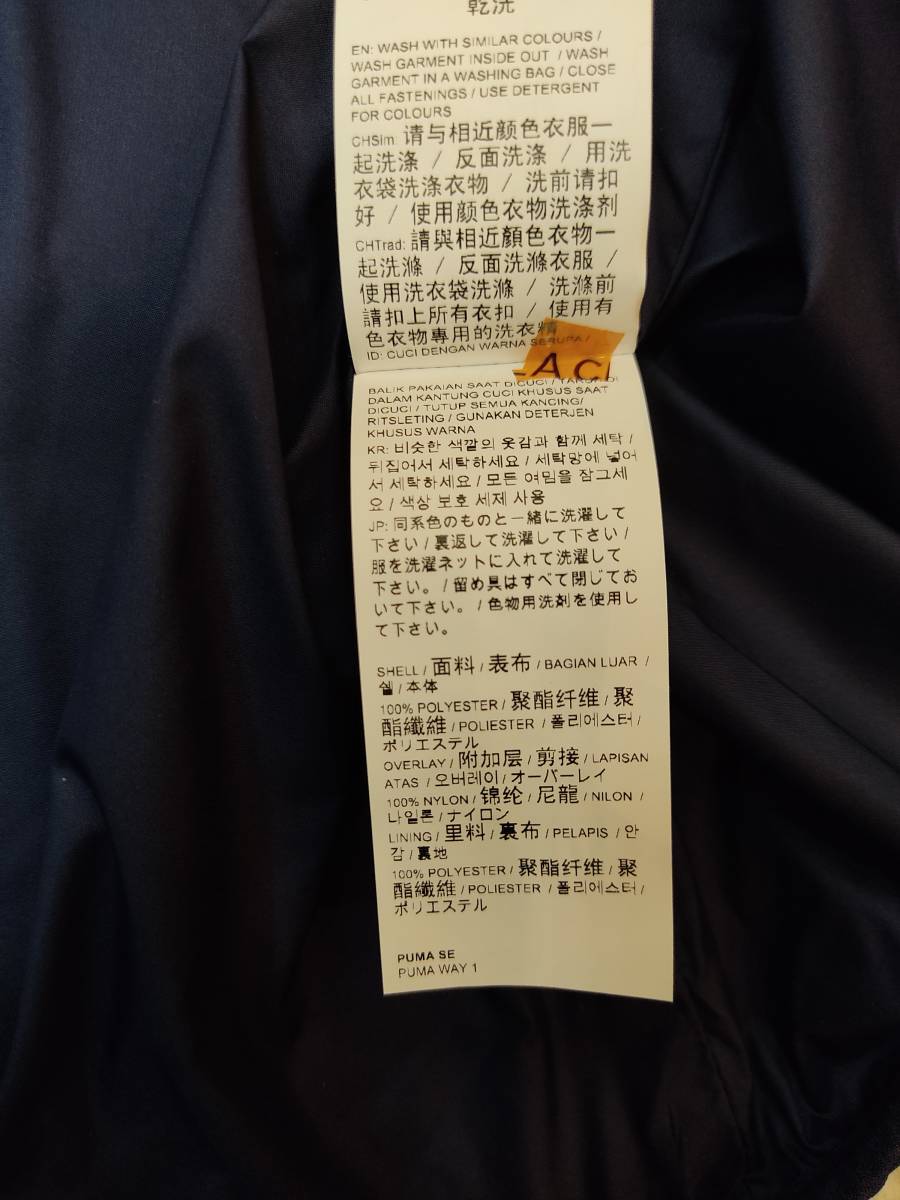 乾洗
EN: WASH WITH SIMILAR COLOURS /
WASH GARMENT INSIDE OUT / WASH
GARMENT IN A WASHING BAG / CLOSE
ALL FASTENINGS / USE DETERGENT
FOR COLOURS
CHSim: 请与相近颜色衣服一
起洗涤 / 反面洗涤 / 用洗
衣袋洗涤衣物 / 洗前请扣
好 / 使用颜色衣物洗涤剂
CHTrad: 請與相近顏色衣物一
起洗滌 / 反面洗滌衣服 /
使用洗衣袋洗滌 / 洗滌前
請扣上所有衣扣 / 使用有
色衣物專用的洗衣精
ID: CUCI DENGAN WARNA SERUPA /
A CI
BALIK PAKAIAN SAAT DICUCI /
DALAM KANTUNG CUCI KHUSUS SAAT
DICUCI / TUTUP SEMUA KANCING/
RITSLETING / GUNAKAN DETERJEN
KHUSUS WARNA
KR: 비슷한 색깔의 옷감과 함께 세탁 /
뒤집어서 세탁하세요 / 세탁망에 넣어
서 세탁하세요 / 모든 여밈을 잠그세
요 / 색상 보호 세제 사용
JP: 同系色のものと一緒に洗濯して
下さい / 裏返して洗濯して下さい /
服を洗濯ネットに入れて洗濯して
下さい。 / 留め具はすべて閉じてお
いて下さい。 / 色物用洗剤を使用し
て下さい。
SHELL / 面料 / 表布 / BAGIAN LUAR /
쉘 / 本体
100% POLYESTER / 聚酯纤维 / 聚
酯纖維 / POLIESTER / 폴리에스터 /
ポリエステル
OVERLAY / 附加层 / 剪接 / LAPISAN
ATAS / 오버레이 / オーバーレイ
100% NYLON / 锦纶 / 尼龍 / NILON /
나일론 / ナイロン
LINING / 里料 / 裏布 / PELAPIS / 안
감 / 裏地
100% POLYESTER / 聚酯纤维 / 聚
酯纖維 / POLIESTER / 폴리에스터 /
ポリエステル
PUMA SE
PUMA WAY 1